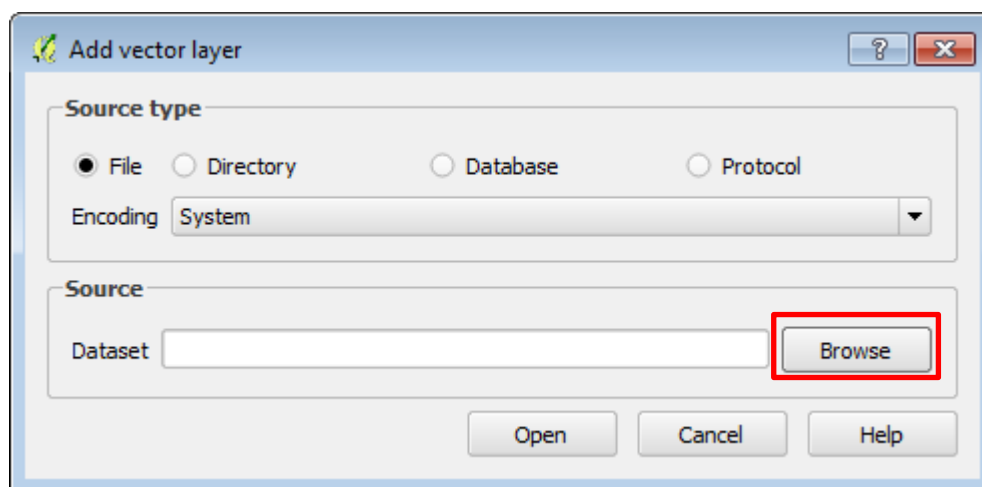 Add vector layer
Source type
File Directory Database Protocol
Encoding System
Source
Dataset Browse
Open Cancel Help